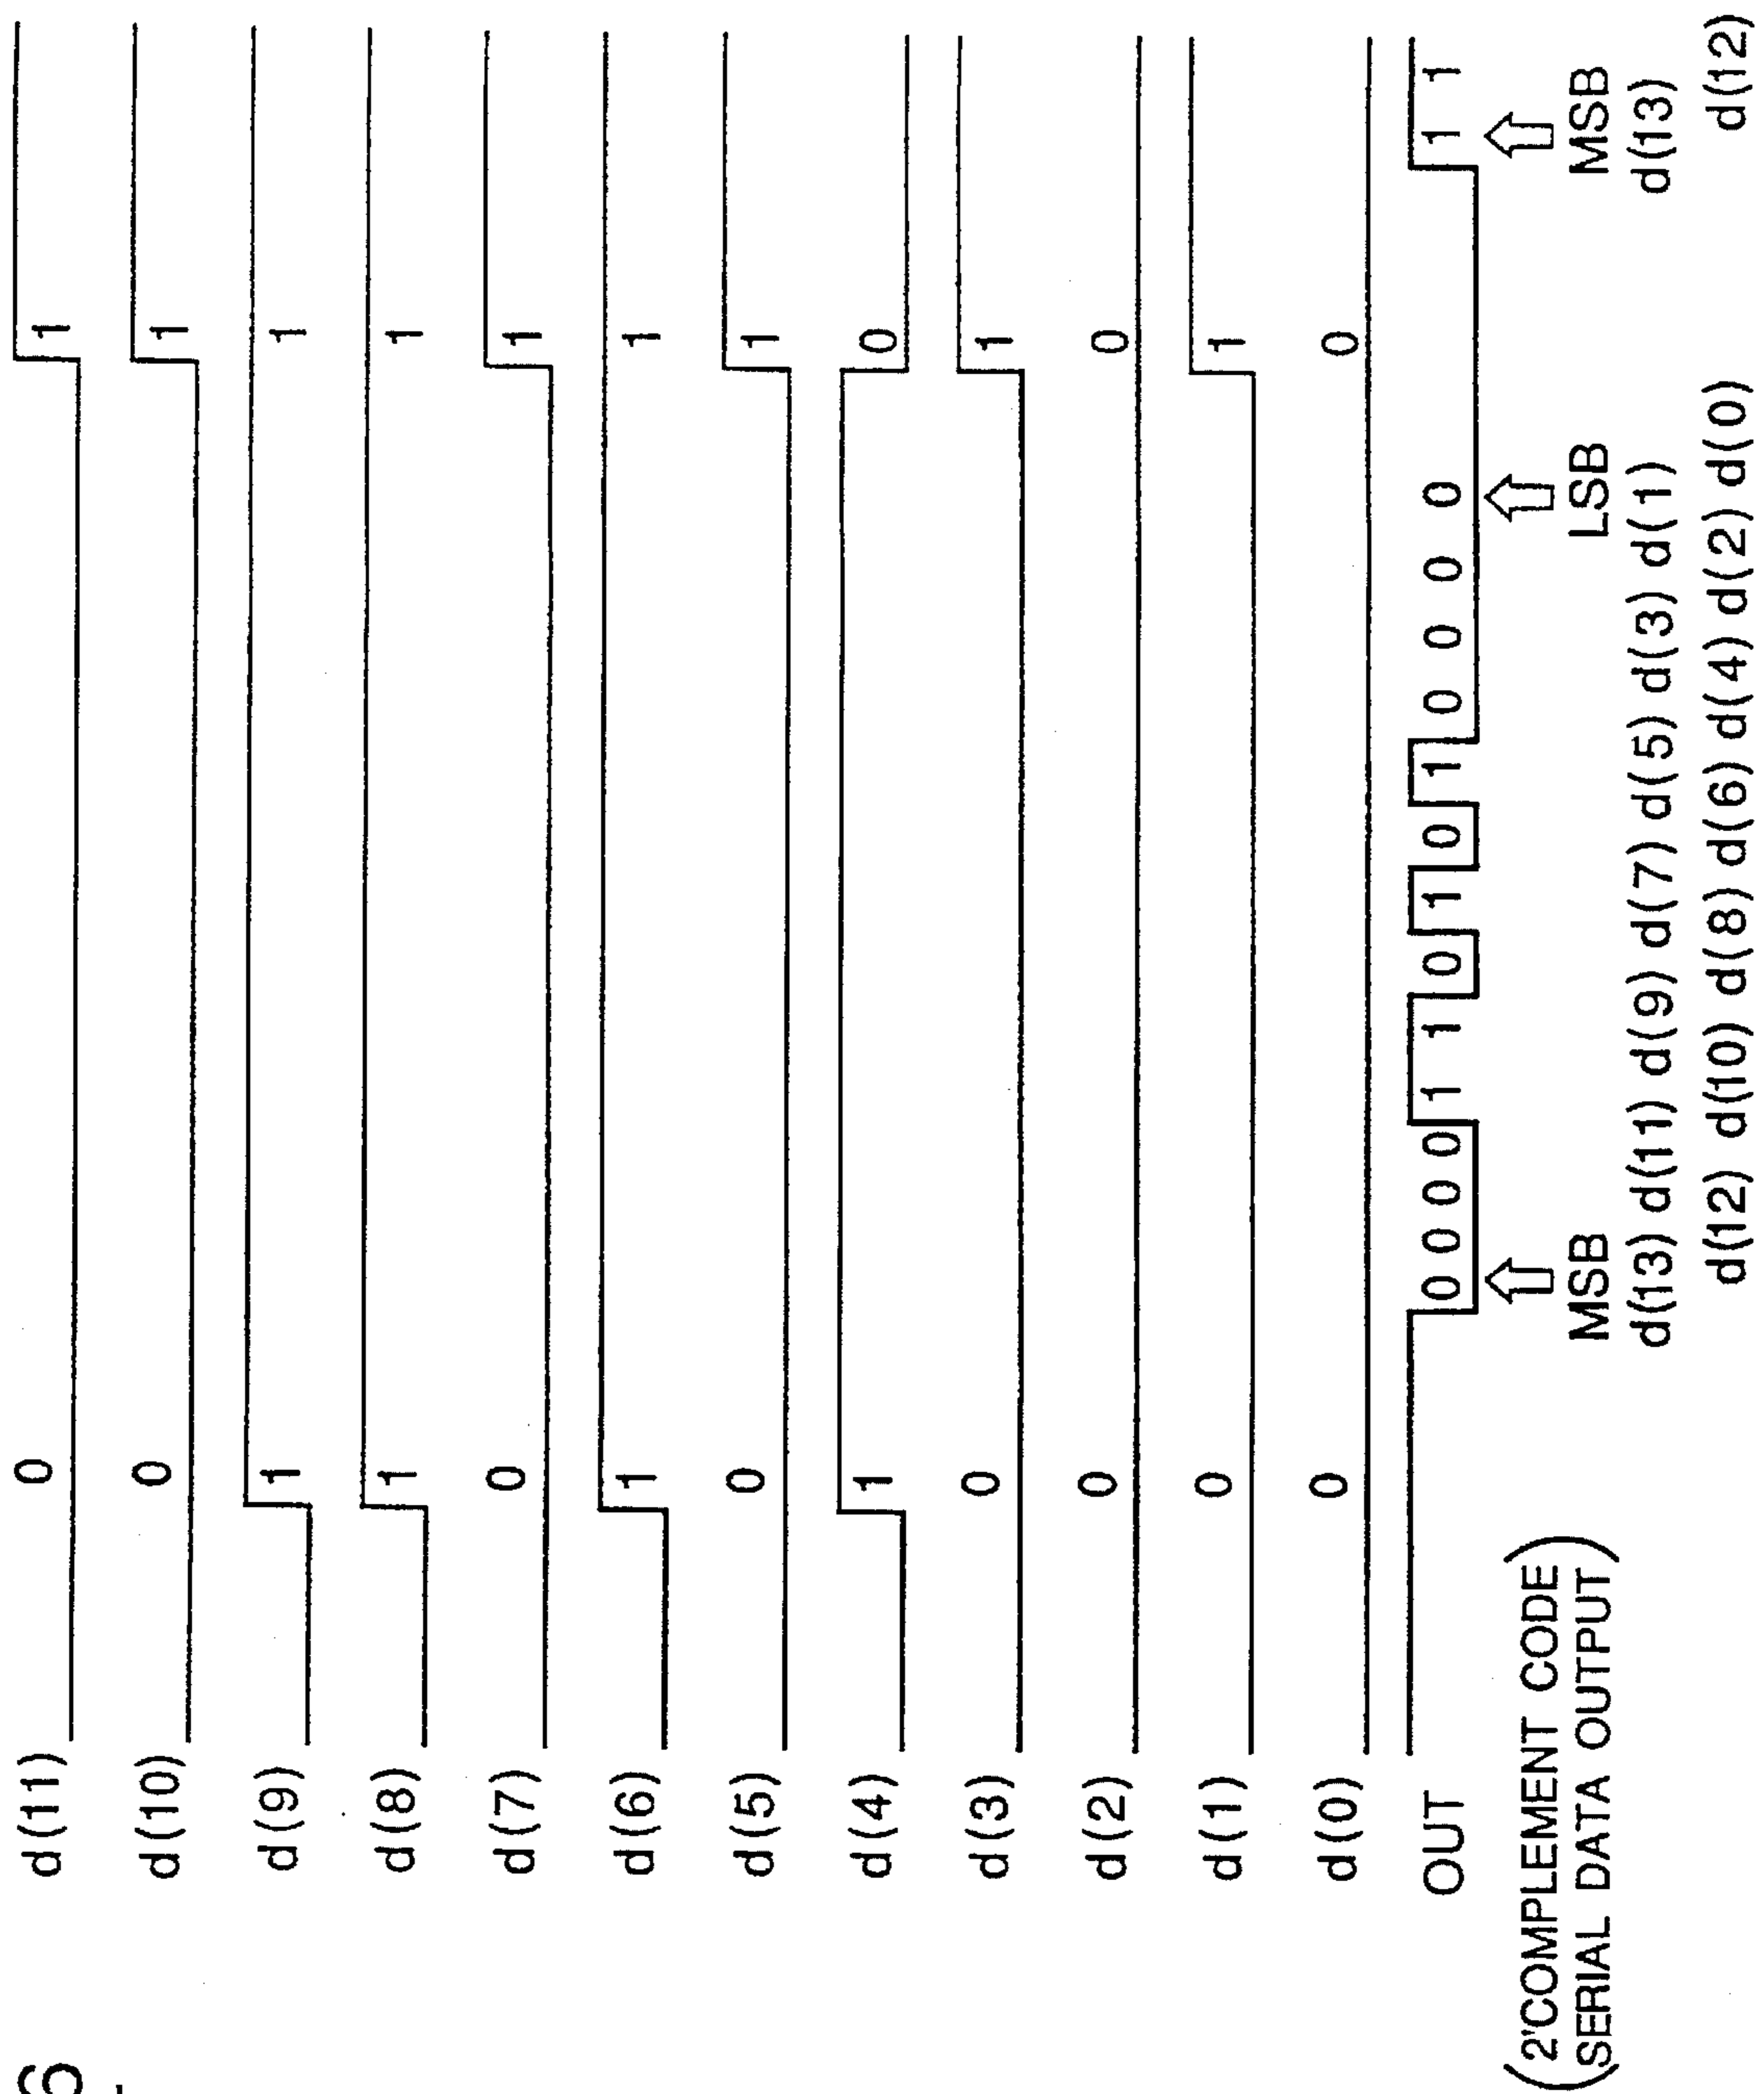 6
d(11) 0 1
d(10) 0 1
d(9) 1 1
d(8) 1 1
d(7) 0 1
d(6) 1 1
d(5) 0 1
d(4) 1 0
d(3) 0 1
d(2) 0 0
d(1) 0 1
d(0) 0 0
OUT 0 0 0 0 1 1 0 1 0 1 0 0 0 0 1 1
(2'COMPLEMENT CODE
SERIAL DATA OUTPUT)
MSB LSB MSB
d(13) d(11) d(9) d(7) d(5) d(3) d(1) d(13)
d(12) d(10) d(8) d(6) d(4) d(2) d(0) d(12)